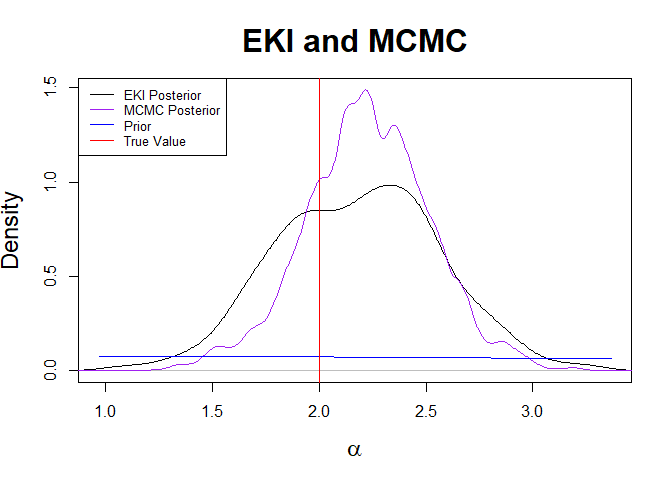 EKI and MCMC
EKI Posterior
MCMC Posterior
Prior
True Value
Density
0.0
0.5
1.0
1.5
1.0
1.5
2.0
2.5
3.0
α